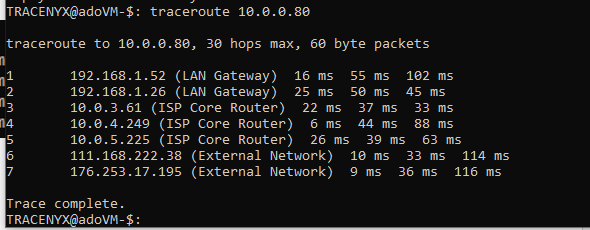 TRACENYX@adoVM-$: traceroute 10.0.0.80
traceroute to 10.0.0.80, 30 hops max, 60 byte packets
1 192.168.1.52 (LAN Gateway) 16 ms 55 ms 102 ms
2 192.168.1.26 (LAN Gateway) 25 ms 50 ms 45 ms
3 10.0.3.61 (ISP Core Router) 22 ms 37 ms 33 ms
4 10.0.4.249 (ISP Core Router) 6 ms 44 ms 88 ms
5 10.0.5.225 (ISP Core Router) 26 ms 39 ms 63 ms
6 111.168.222.38 (External Network) 10 ms 33 ms 114 ms
7 176.253.17.195 (External Network) 9 ms 36 ms 116 ms
Trace complete.
TRACENYX@adoVM-$: